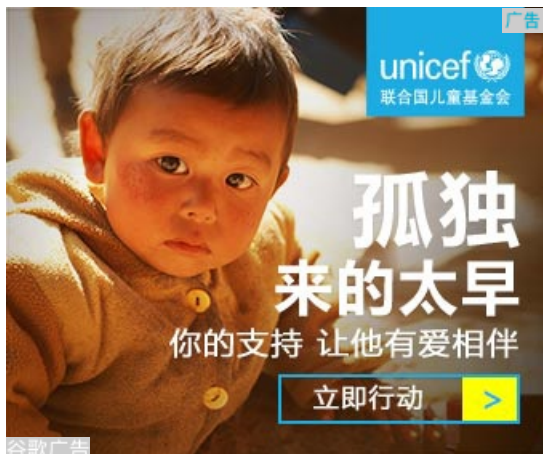 广告
unicef
联合国儿童基金会
孤独
来的太早
你的支持 让他有爱相伴
立即行动 >
谷歌广告